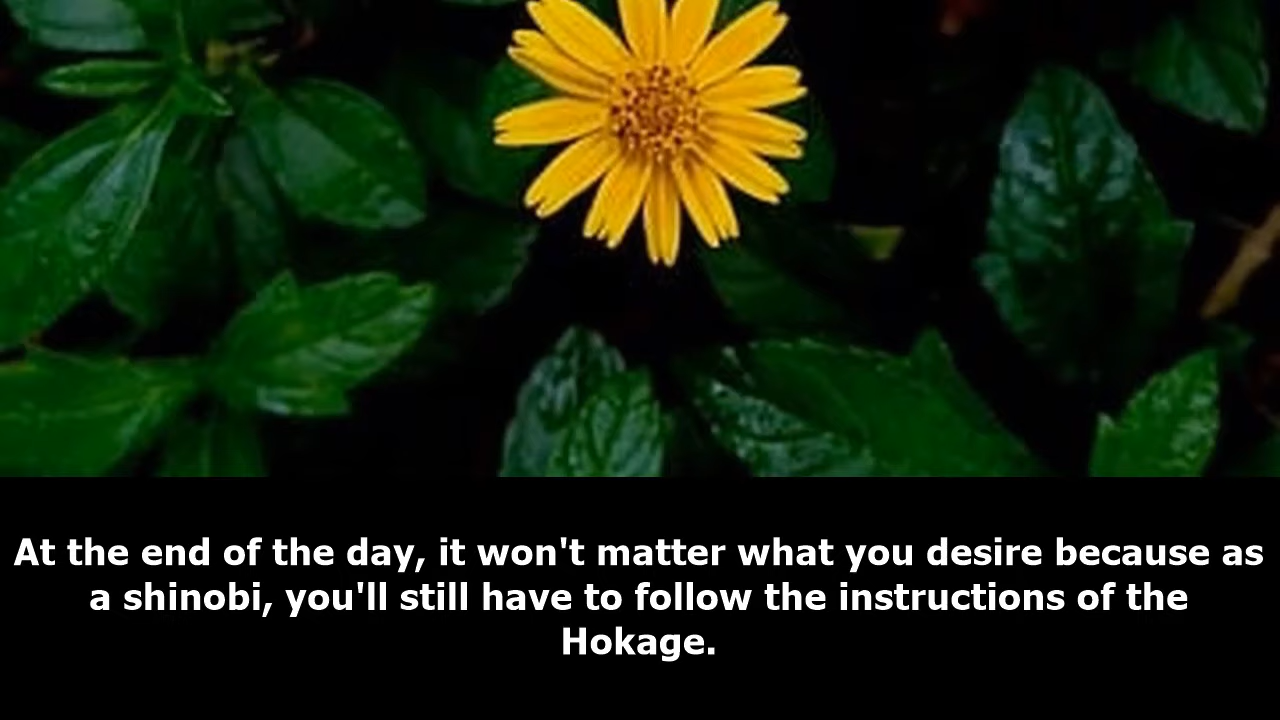 At the end of the day, it won't matter what you desire because as
a shinobi, you'll still have to follow the instructions of the
Hokage.